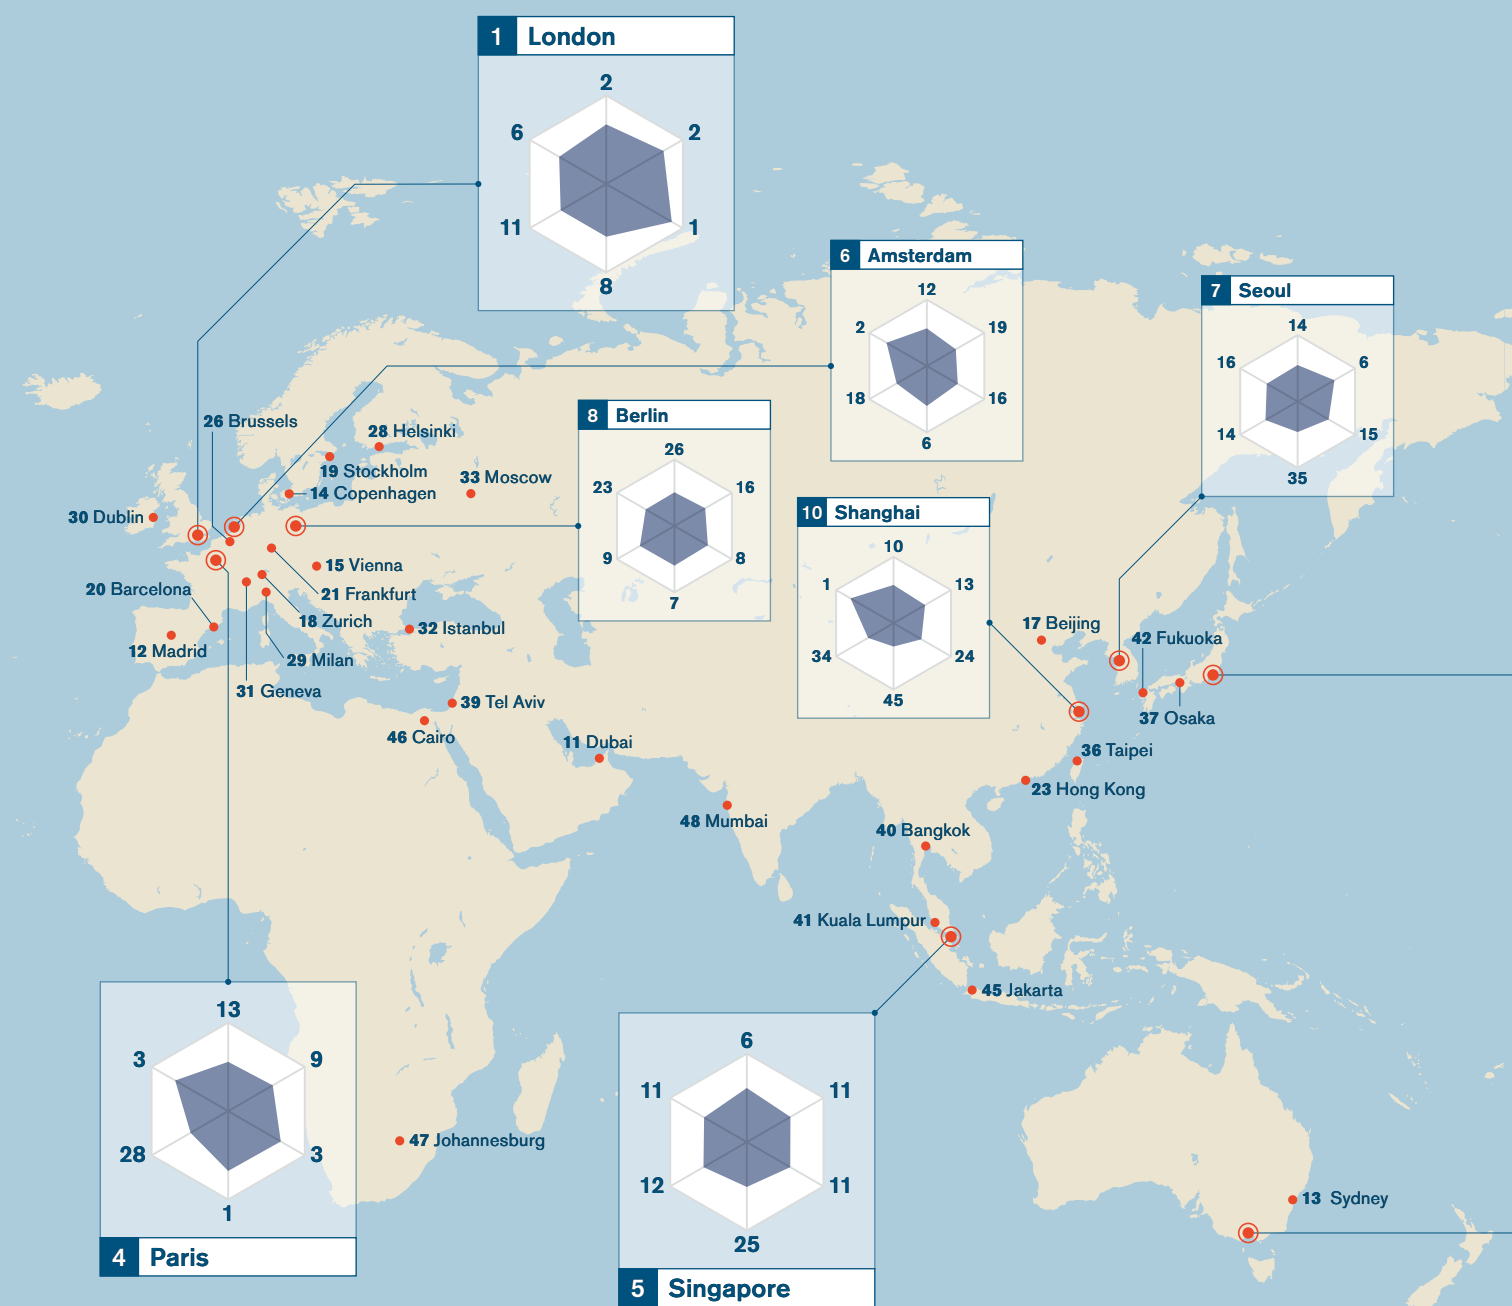 1 London
2
6
2
11
1
8
6 Amsterdam
12
2
19
18
16
6
7 Seoul
14
16
6
14
15
35
8 Berlin
26
23
16
9
8
7
10 Shanghai
10
1
13
34
24
45
26 Brussels
28 Helsinki
19 Stockholm
33 Moscow
14 Copenhagen
30 Dublin
15 Vienna
20 Barcelona
21 Frankfurt
18 Zurich
32 Istanbul
12 Madrid
29 Milan
31 Geneva
39 Tel Aviv
46 Cairo
11 Dubai
17 Beijing
42 Fukuoka
37 Osaka
36 Taipei
23 Hong Kong
48 Mumbai
40 Bangkok
41 Kuala Lumpur
45 Jakarta
47 Johannesburg
13 Sydney
13
3
9
28
3
1
4 Paris
6
11
11
12
11
25
5 Singapore